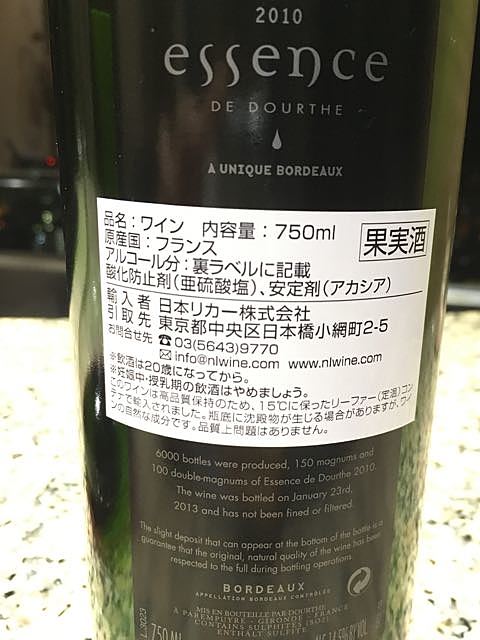 2010
essence
DE DOURTHE
A UNIQUE BORDEAUX
品名：ワイン 内容量：750ml
原産国：フランス
果実酒
アルコール分：裏ラベルに記載
酸化防止剤(亜硫酸塩)、安定剤(アカシア)
輸入者 日本リカー株式会社
引取先 東京都中央区日本橋小網町2-5
お問合せ先 ☎03(5643)9770
✉info@nlwine.com www.nlwine.com
※飲酒は20歳になってから。
※妊娠中・授乳期の飲酒はやめましょう。
このワインは高品質保持のため、15℃に保ったリーファー(定温)コン
テナで輸入されました。瓶底に沈殿物が生じる場合がありますが、ワイ
ンの自然な成分です。品質上問題はありません。
6000 bottles were produced, 150 magnums and
100 double-magnums of Essence de Dourthe 2010.
The wine was bottled on January 23rd,
2013 and has not been fined or filtered.
The slight deposit that can appear at the bottom of the bottle is a
guarantee that the original, natural quality of the wine has been
respected to the full during bottling operations.
BORDEAUX
APPELLATION BORDEAUX CONTRÔLÉE
MIS EN BOUTEILLE PAR DOURTHE
À PAREMPUYRE - GIRONDE - FRANCE
CONTAINS SULPHITES (SO2)
ENTHÄLT SULFITE
750 ML
BY VOL